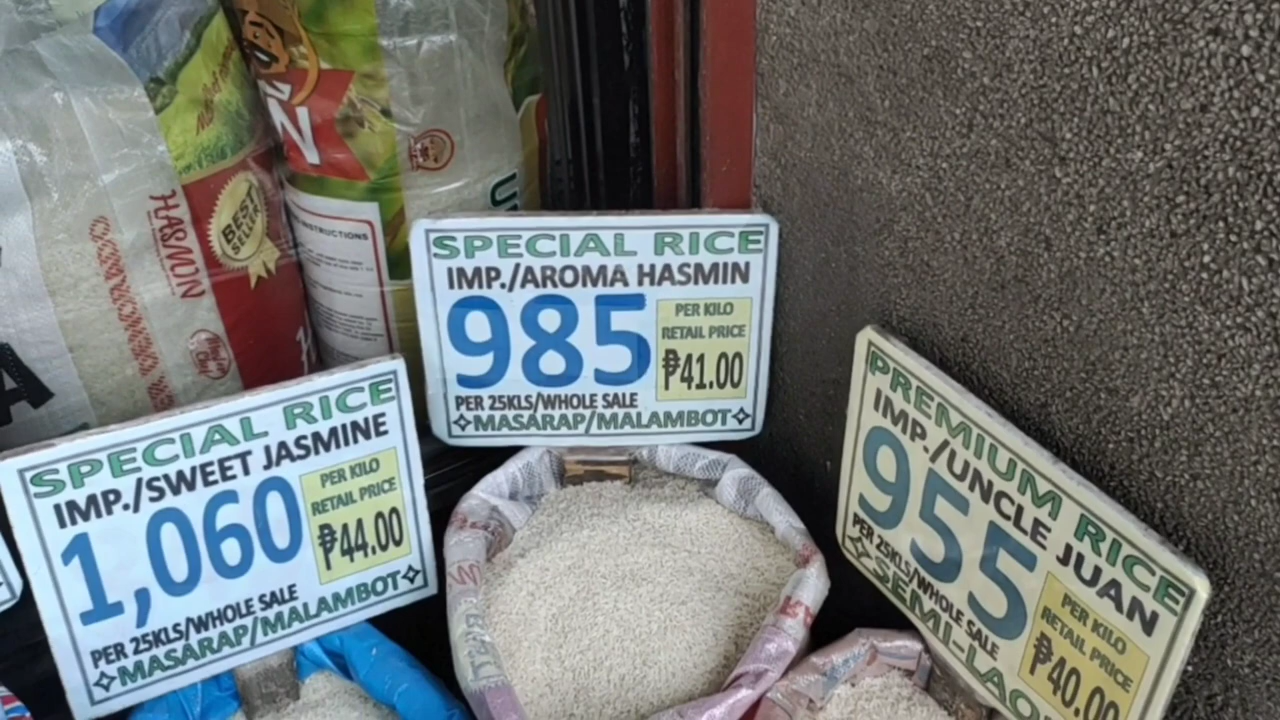 HASMIN
BEST
SELLER
INSTRUCTIONS
SPECIAL RICE
IMP./AROMA HASMIN
985
PER KILO
RETAIL PRICE
₱41.00
PER 25KLS/WHOLE SALE
MASARAP/MALAMBOT
SPECIAL RICE
IMP./SWEET JASMINE
1,060
PER KILO
RETAIL PRICE
₱44.00
PER 25KLS/WHOLE SALE
MASARAP/MALAMBOT
PREMIUM RICE
IMP./UNCLE JUAN
955
PER KILO
RETAIL PRICE
₱40.00
PER 25KLS/WHOLE SALE
SEMI-LAON